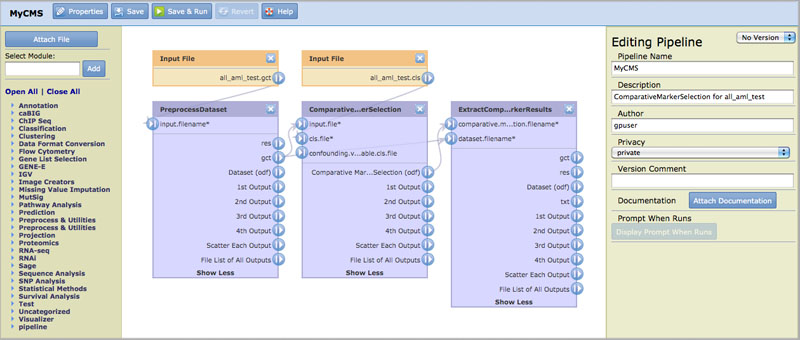 MyCMS
Properties
Save
Save & Run
Revert
Help
Attach File
Select Module:
Add
Open All | Close All
Annotation
caBIG
ChIP Seq
Classification
Clustering
Data Format Conversion
Flow Cytometry
Gene List Selection
GENE-E
IGV
Image Creators
Missing Value Imputation
MutSig
Pathway Analysis
Prediction
Preprocess & Utilities
Preprocess & Utilities
Projection
Proteomics
RNA-seq
RNAi
Sage
Sequence Analysis
SNP Analysis
Statistical Methods
Survival Analysis
Test
Uncategorized
Visualizer
pipeline
Input File
all_aml_test.gct
Input File
all_aml_test.cls
PreprocessDataset
input.filename*
res
gct
Dataset (odf)
1st Output
2nd Output
3rd Output
4th Output
Scatter Each Output
File List of All Outputs
Show Less
Comparative...erSelection
input.file*
cls.file*
confounding.v...able.cls.file
Comparative Mar...Selection (odf)
1st Output
2nd Output
3rd Output
4th Output
Scatter Each Output
File List of All Outputs
Show Less
ExtractComp...rkerResults
comparative.m...tion.filename*
dataset.filename*
gct
res
Dataset (odf)
txt
1st Output
2nd Output
3rd Output
4th Output
Scatter Each Output
File List of All Outputs
Show Less
No Version
Editing Pipeline
Pipeline Name
MyCMS
Description
ComparativeMarkerSelection for all_aml_test
Author
gpuser
Privacy
private
Version Comment
Documentation
Attach Documentation
Prompt When Runs
Display Prompt When Runs